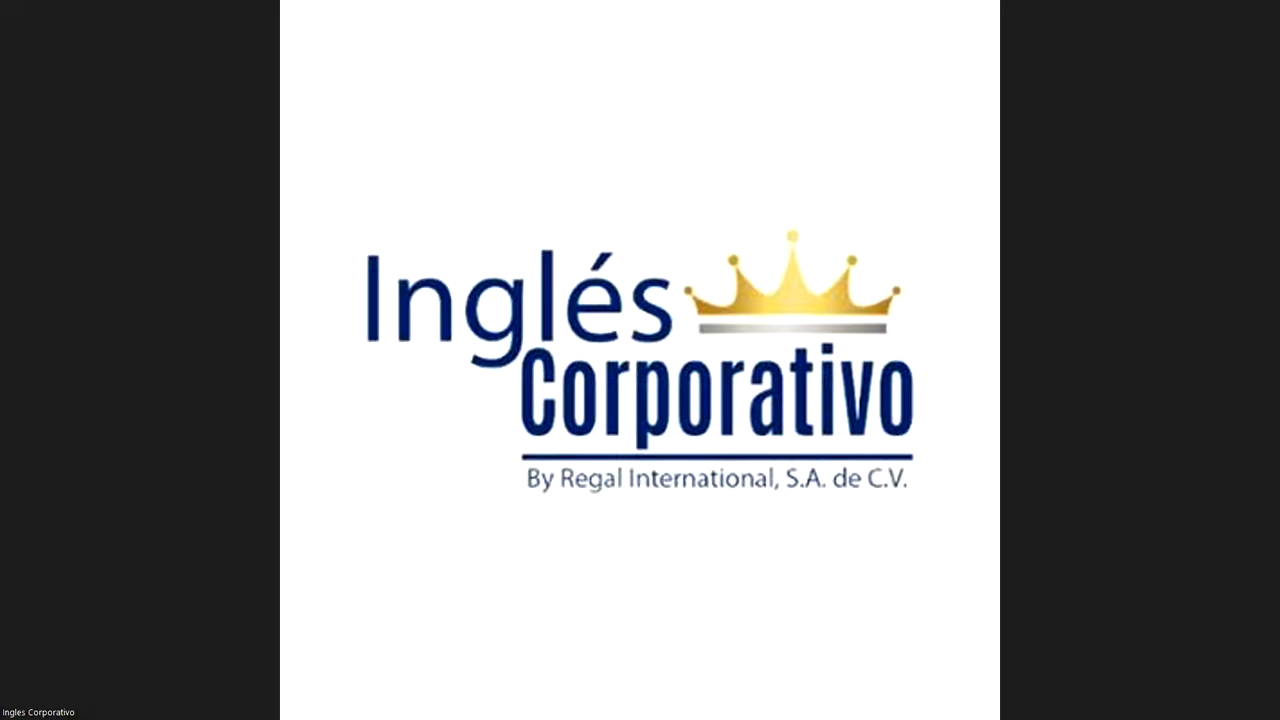 Inglés
Corporativo
By Regal International, S.A. de C.V.
Ingles Corporativo